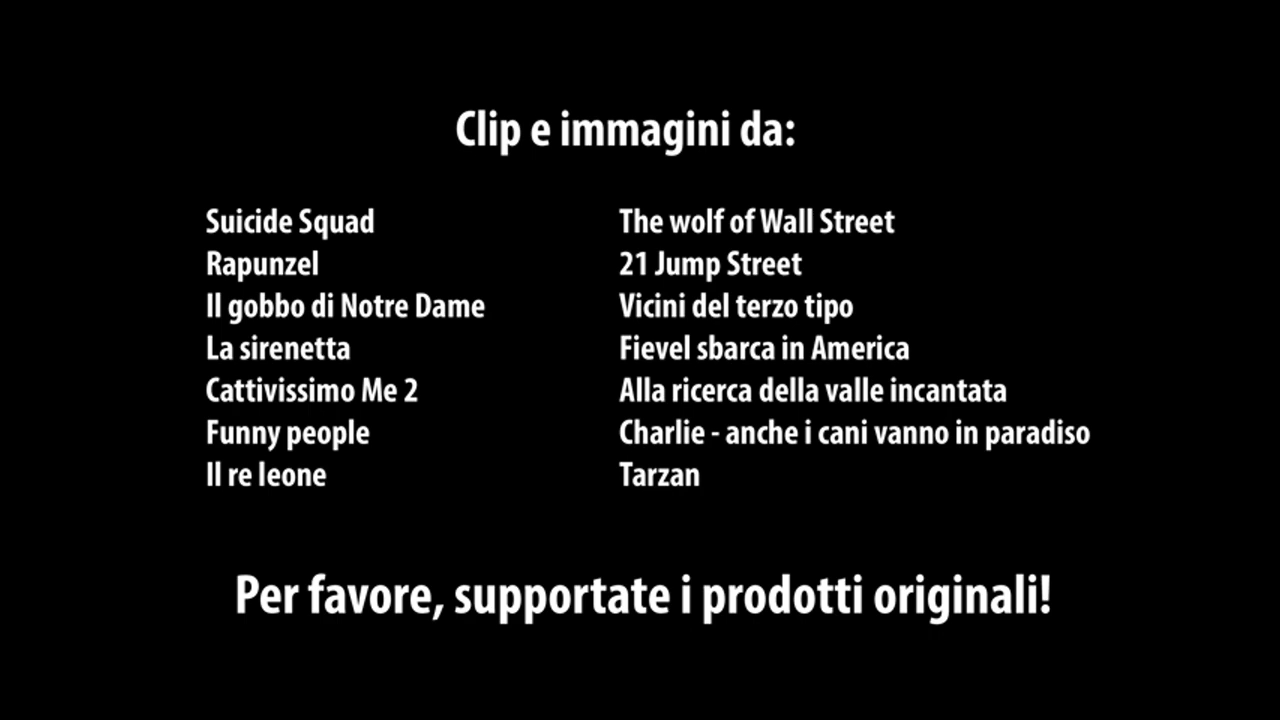 Clip e immagini da:
Suicide Squad
Rapunzel
Il gobbo di Notre Dame
La sirenetta
Cattivissimo Me 2
Funny people
Il re leone
The wolf of Wall Street
21 Jump Street
Vicini del terzo tipo
Fievel sbarca in America
Alla ricerca della valle incantata
Charlie - anche i cani vanno in paradiso
Tarzan
Per favore, supportate i prodotti originali!